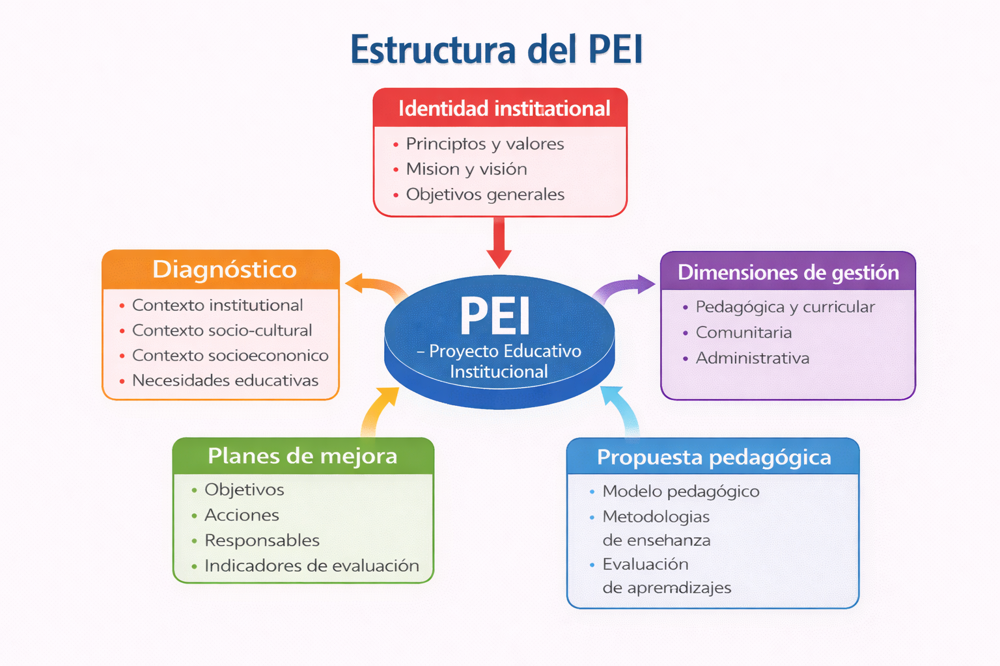 Estructura del PEI
Identidad institational
• Principtos y valores
• Mision y visión
• Objetivos generales
Diagnóstico
• Contexto institutional
• Contexto socio-cultural
• Contexto socioecononico
• Necesidades educativas
PEI
– Proyecto Educativo
Institucional
Dimensiones de gestión
• Pedagógica y curricular
• Comunitaria
• Administrativa
Planes de mejora
• Objetivos
• Acciones
• Responsables
• Indicadores de evaluación
Propuesta pedagógica
• Modelo pedagógico
• Metodologias
de ensehanza
• Evaluación
de apremdizajes